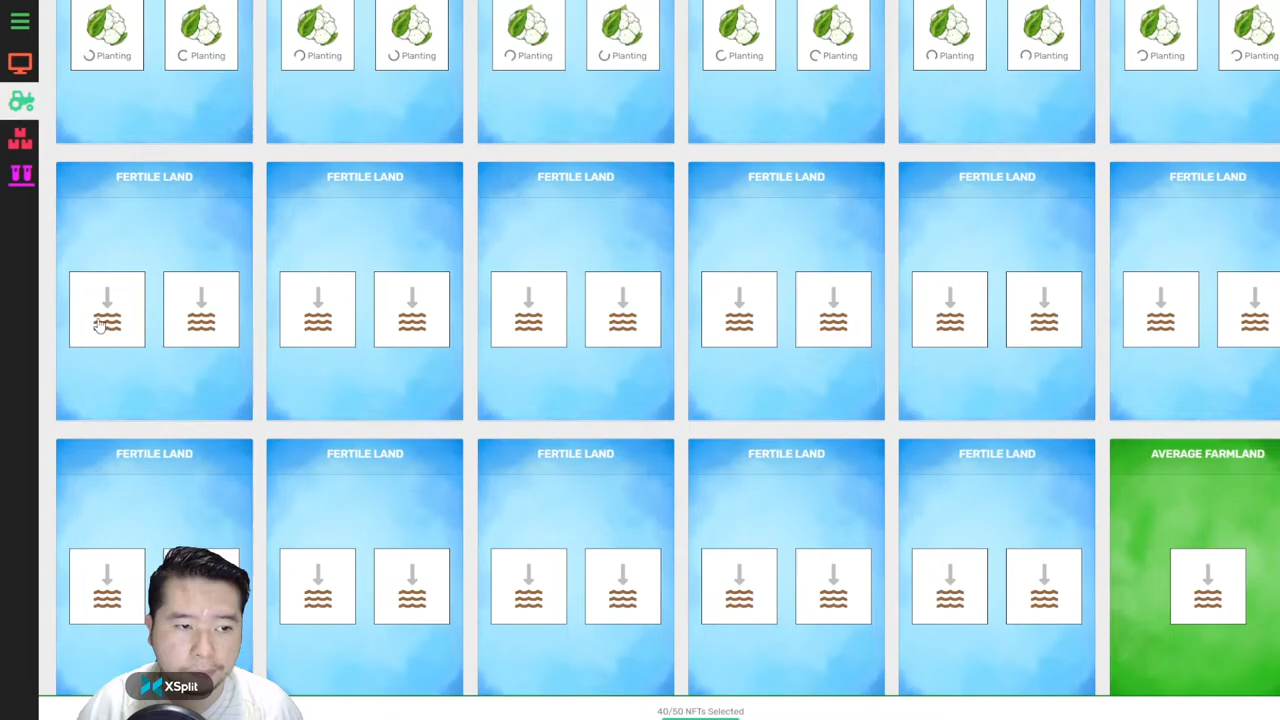 Planting Planting Planting Planting Planting Planting Planting Planting Planting Planting Planting Planting
FERTILE LAND FERTILE LAND FERTILE LAND FERTILE LAND FERTILE LAND FERTILE LAND
FERTILE LAND FERTILE LAND FERTILE LAND FERTILE LAND FERTILE LAND AVERAGE FARMLAND
XSplit
40/50 NFTs Selected